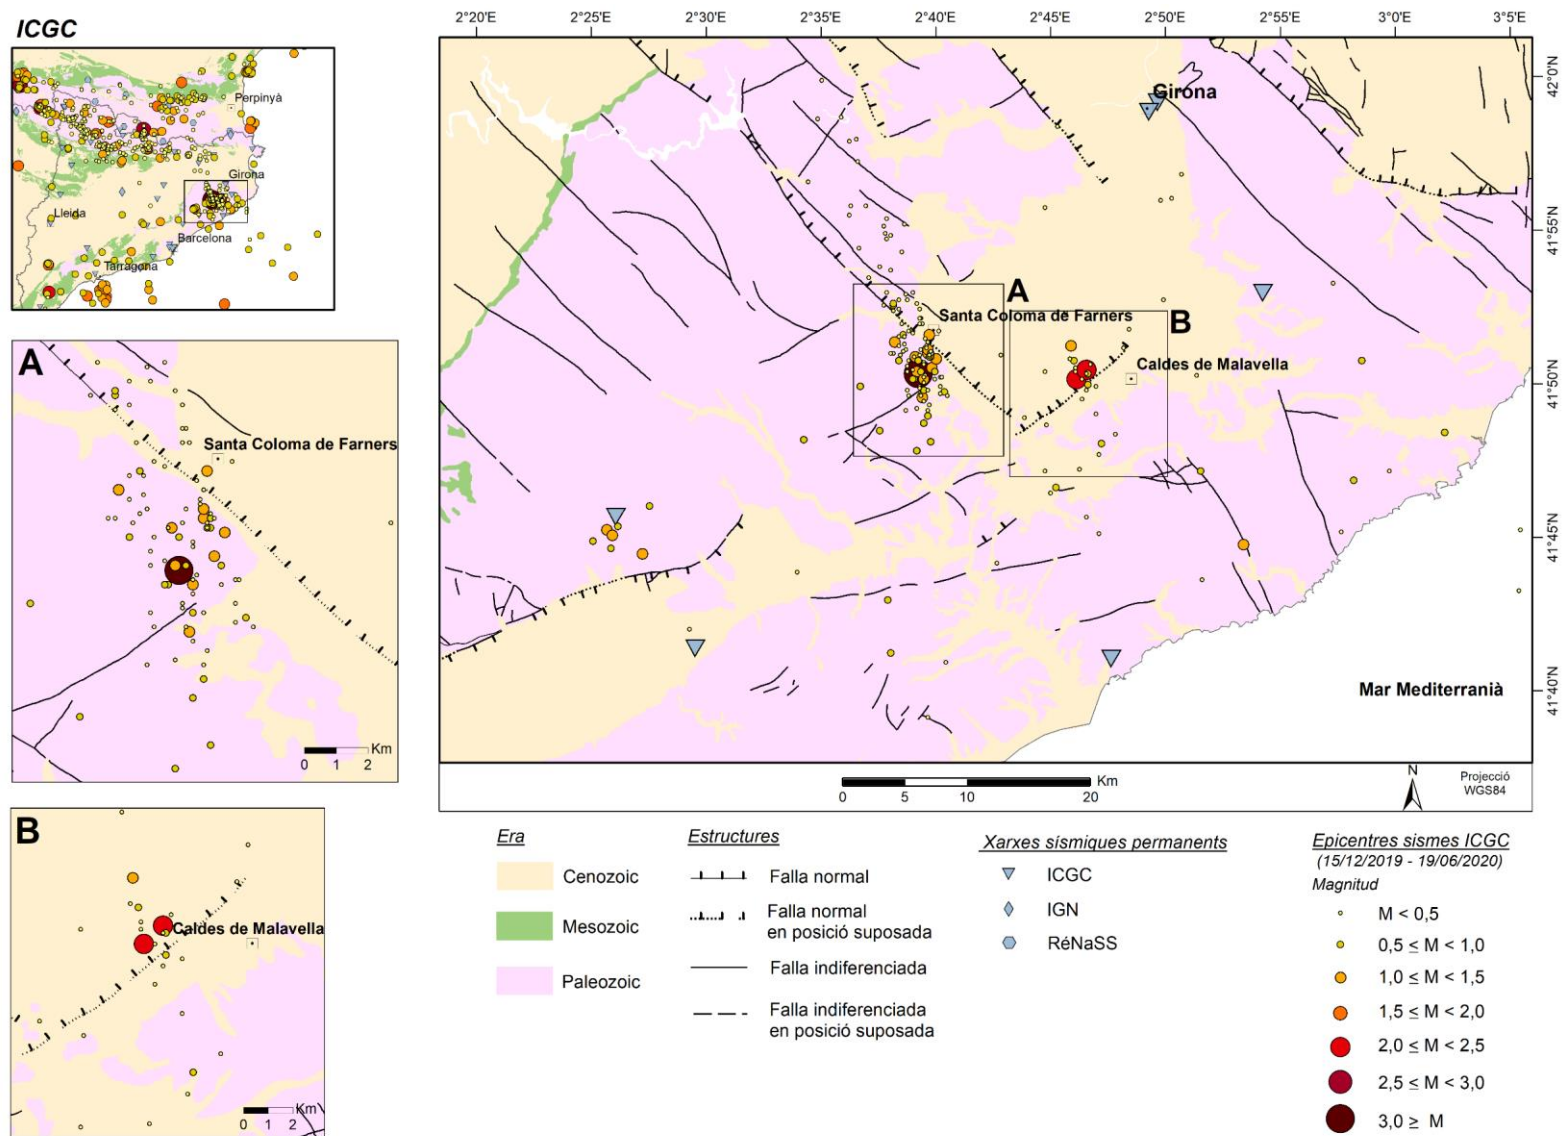 ICGC
Perpinyà
Girona
Lleida
Barcelona
Tarragona
A
Santa Coloma de Farners
0 1 2 Km
B
Caldes de Malavella
0 1 2 Km
2°20'E 2°25'E 2°30'E 2°35'E 2°40'E 2°45'E 2°50'E 2°55'E 3°0'E 3°5'E
42°0'N
41°55'N
41°50'N
41°45'N
41°40'N
Girona
A
Santa Coloma de Farners
B
Caldes de Malavella
Mar Mediterranià
0 5 10 20 Km
N
Projecció
WGS84
Era
Cenozoic
Mesozoic
Paleozoic
Estructures
Falla normal
Falla normal
en posició suposada
Falla indiferenciada
Falla indiferenciada
en posició suposada
Xarxes sísmiques permanents
ICGC
IGN
RéNaSS
Epicentres sismes ICGC
(15/12/2019 - 19/06/2020)
Magnitud
M < 0,5
0,5 ≤ M < 1,0
1,0 ≤ M < 1,5
1,5 ≤ M < 2,0
2,0 ≤ M < 2,5
2,5 ≤ M < 3,0
3,0 ≥ M